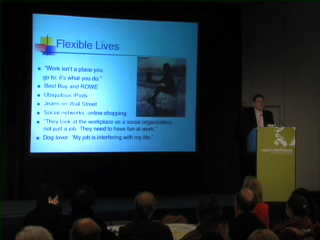 Flexible Lives
"Work isn't a place you
go to; it's what you do."
Best Buy and ROWE
Ubiquitous iPods
Jeans on Wall Street
Social networks, online shopping
"They look at the workplace as a social organization,
not just a job. They need to have fun at work."
Dog lover: "My job is interfering with my life."